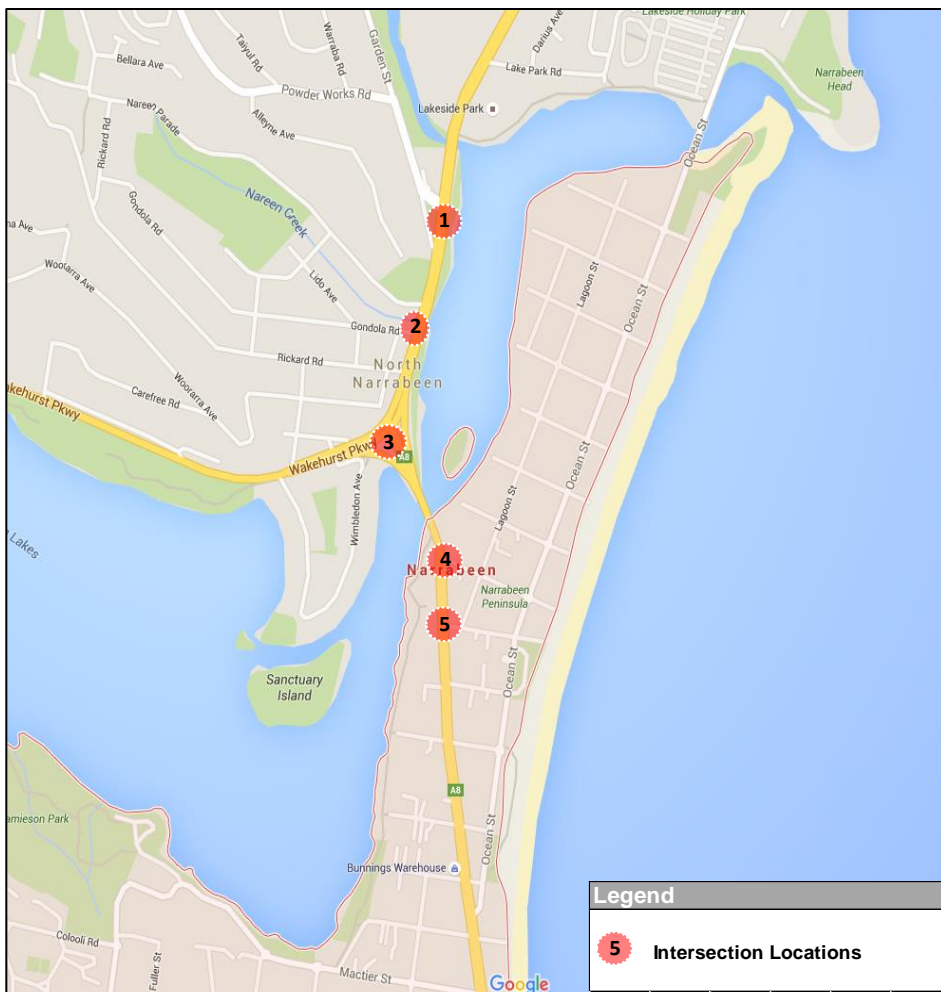 Lakeside Holiday Park
Darius Ave
Warraba Rd
Taiyul Rd
Garden St
Bellara Ave
Lake Park Rd
Narrabeen
Head
Powder Works Rd
Nareen Parade
Alleyne Ave
Lakeside Park
Ocean St
Rickard Rd
Nareen Creek
Gondola Rd
1
Ave
Woorarra Ave
Lido Ave
Lagoon St
Ocean St
Gondola Rd
2
Rickard Rd
North
Narrabeen
Woorarra Ave
Carefree Rd
Wakehurst Pkwy
3
A8
Wakehurst Pkwy
Ocean St
Lagoon St
Wimbledon Ave
Lakes
4
Narrabeen
Narrabeen
Peninsula
5
Ocean St
Sanctuary
Island
A8
Jamieson Park
Ocean St
Bunnings Warehouse
Legend
5 Intersection Locations
Colooli Rd
Fuller St
Mactier St
Google